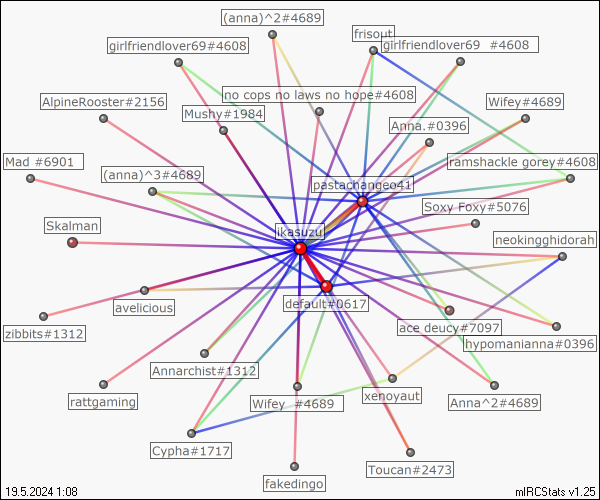 (anna)^2#4689
frisout
girlfriendlover69#4608
girlfriendlover69 #4608
no cops no laws no hope#4608
AlpineRooster#2156
Mushy#1984
Wifey#4689
Anna.#0396
Mad #6901
(anna)^3#4689
ramshackle gorey#4608
pastachangeo41
Soxy Foxy#5076
Skalman
ikasuzu
neokingghidorah
default#0617
avelicious
zibbits#1312
ace deucy#7097
hypomanianna#0396
Annarchist#1312
rattgaming
Wifey #4689
xenoyaut
Anna^2#4689
Cypha#1717
fakedingo
Toucan#2473
19.5.2024 1:08
mIRCStats v1.25